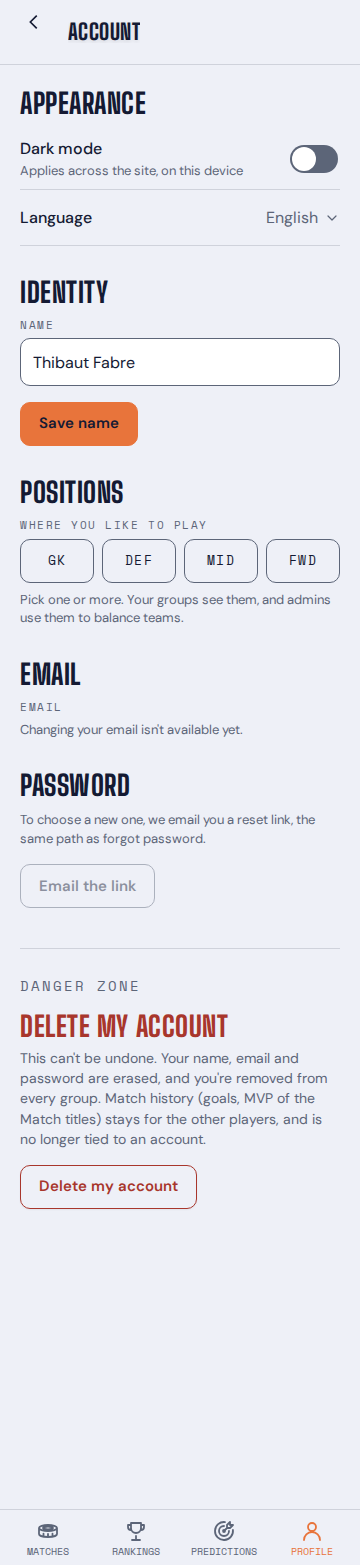 ACCOUNT
APPEARANCE
Dark mode
Applies across the site, on this device
Language
English
IDENTITY
NAME
Thibaut Fabre
Save name
POSITIONS
WHERE YOU LIKE TO PLAY
GK DEF MID FWD
Pick one or more. Your groups see them, and admins
use them to balance teams.
EMAIL
EMAIL
Changing your email isn't available yet.
PASSWORD
To choose a new one, we email you a reset link, the
same path as forgot password.
Email the link
DANGER ZONE
DELETE MY ACCOUNT
This can't be undone. Your name, email and
password are erased, and you're removed from
every group. Match history (goals, MVP of the
Match titles) stays for the other players, and is
no longer tied to an account.
Delete my account
MATCHES RANKINGS PREDICTIONS PROFILE